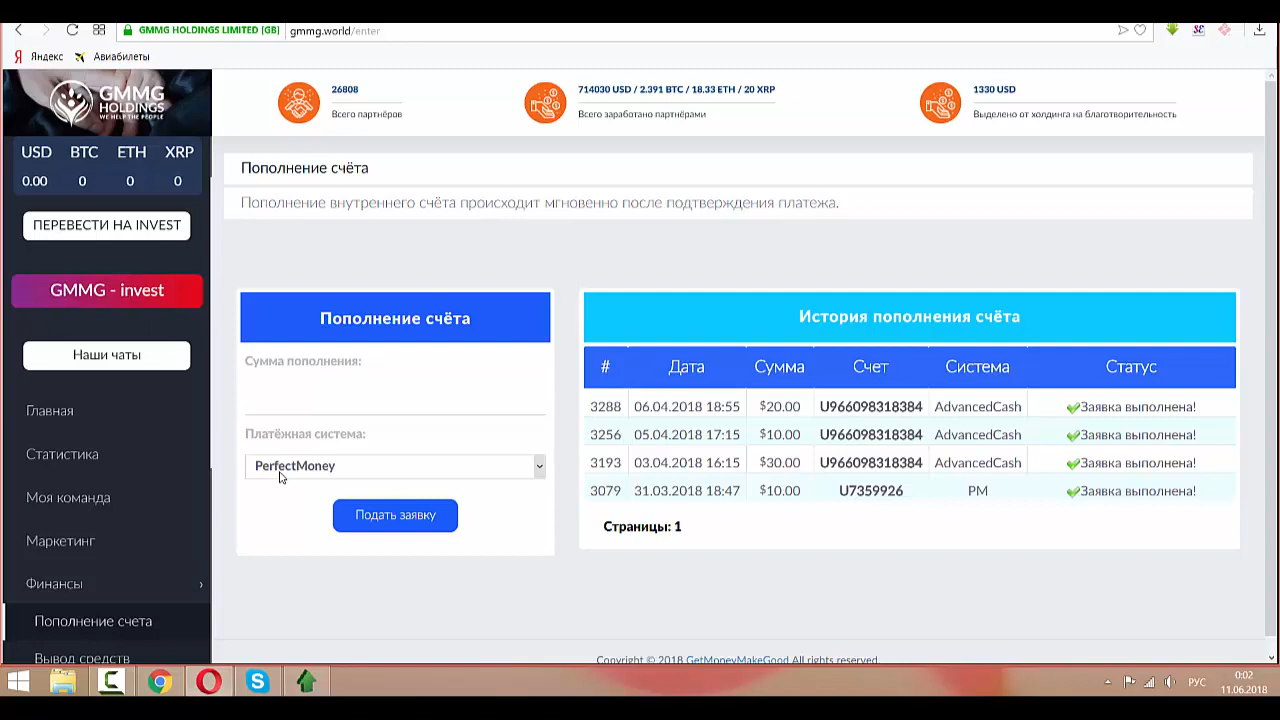 GMMG HOLDINGS LIMITED (GB) gmmg.world/enter
Яндекс Авиабилеты
GMMG
HOLDINGS
WE HELP THE PEOPLE
26808
Всего партнёров
714030 USD / 2.391 BTC / 18.33 ETH / 20 XRP
Всего заработано партнёрами
1330 USD
Выделено от холдинга на благотворительность
USD BTC ETH XRP
0.00 0 0 0
ПЕРЕВЕСТИ НА INVEST
GMMG - invest
Наши чаты
Главная
Статистика
Моя команда
Маркетинг
Финансы ›
Пополнение счета
Вывод средств
Пополнение счёта
Пополнение внутреннего счёта происходит мгновенно после подтверждения платежа.
Пополнение счёта
Сумма пополнения:
Платёжная система:
PerfectMoney
Подать заявку
История пополнения счёта
# Дата Сумма Счет Система Статус
3288 06.04.2018 18:55 $20.00 U966098318384 AdvancedCash Заявка выполнена!
3256 05.04.2018 17:15 $10.00 U966098318384 AdvancedCash Заявка выполнена!
3193 03.04.2018 16:15 $30.00 U966098318384 AdvancedCash Заявка выполнена!
3079 31.03.2018 18:47 $10.00 U7359926 PM Заявка выполнена!
Страницы: 1
Copyright © 2018 GetMoneyMakeGood All rights reserved
РУС
0:02
11.06.2018